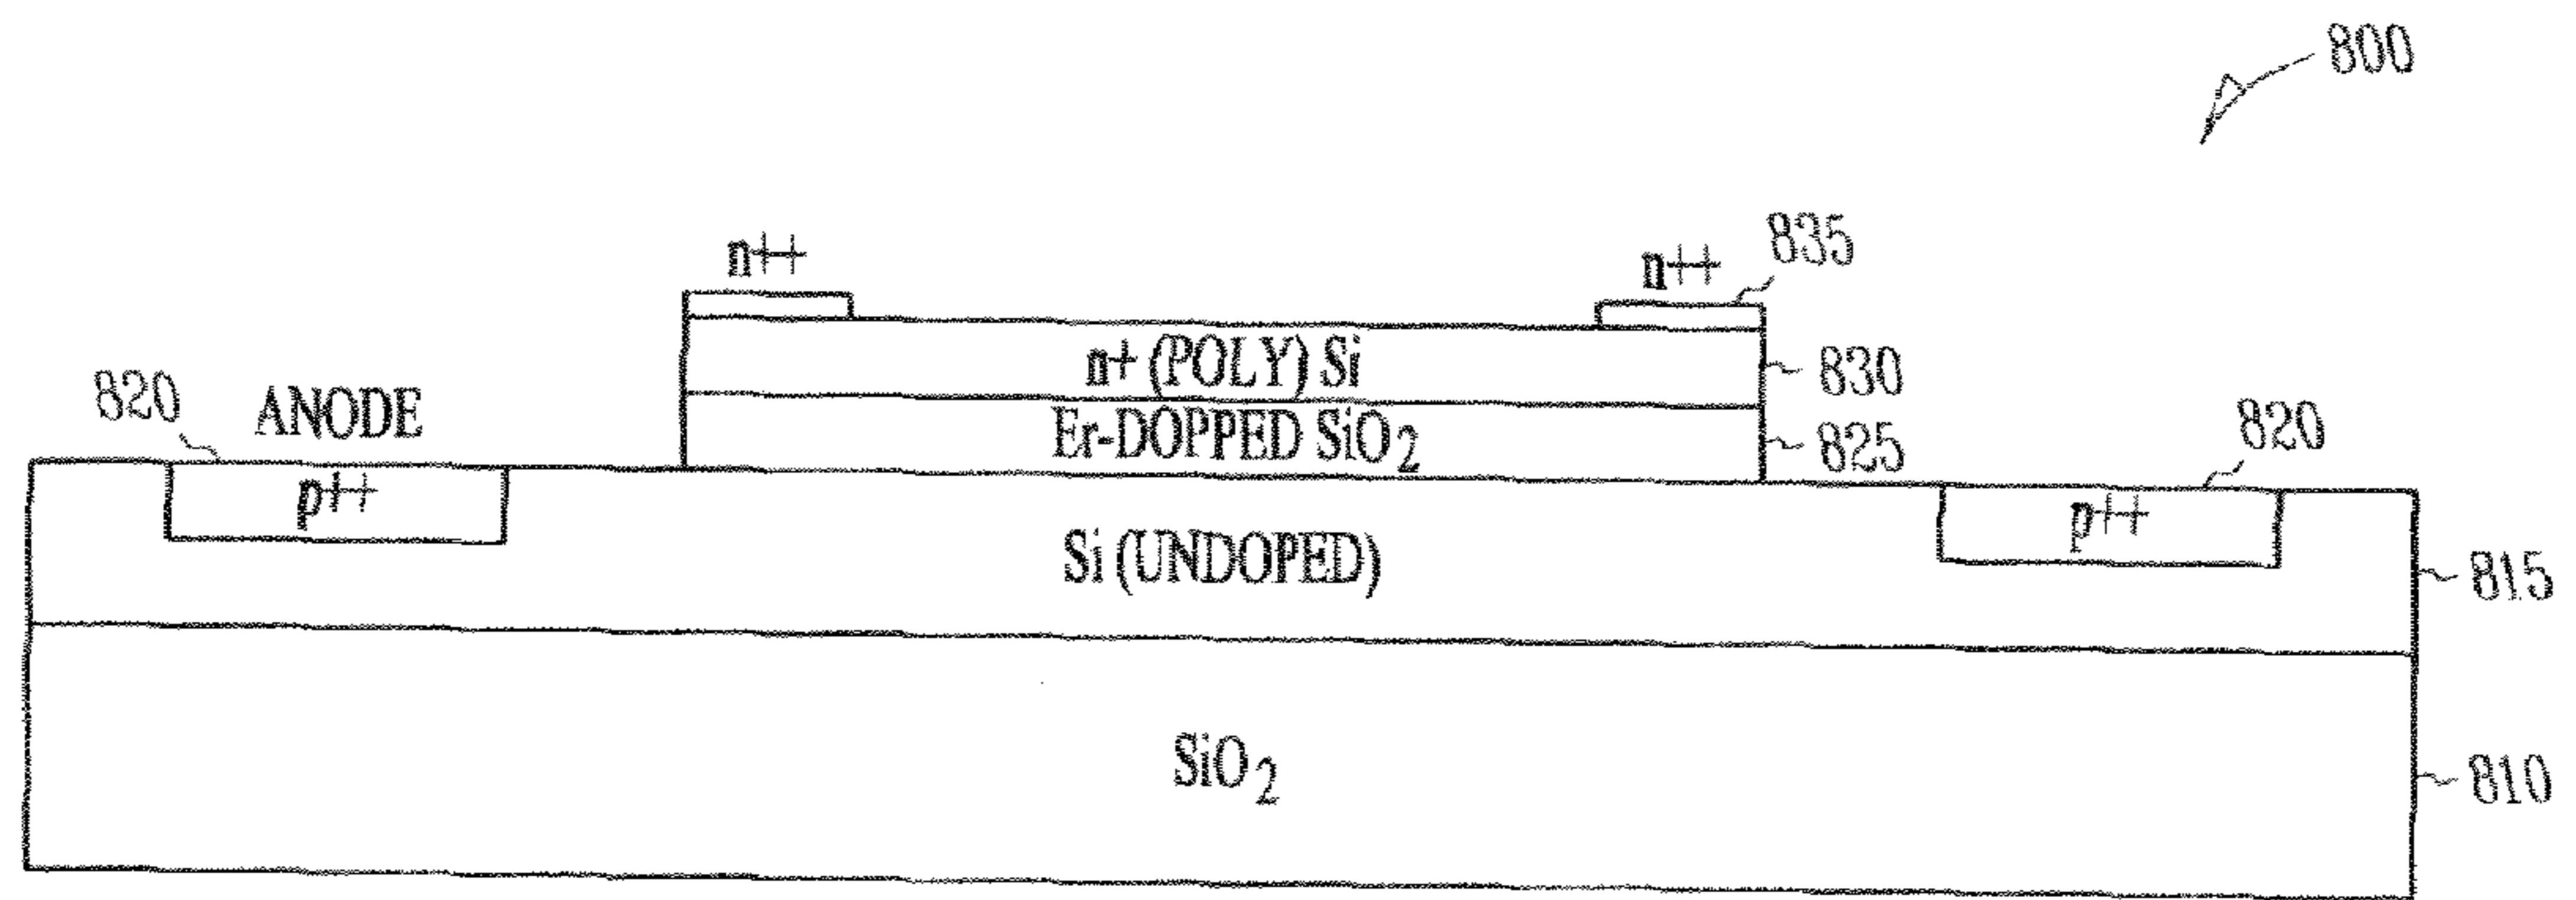 800
n++
n++
835
n+ (POLY) Si
830
820
ANODE
Er-DOPPED SiO2
825
820
p++
p++
Si (UNDOPED)
815
SiO2
810